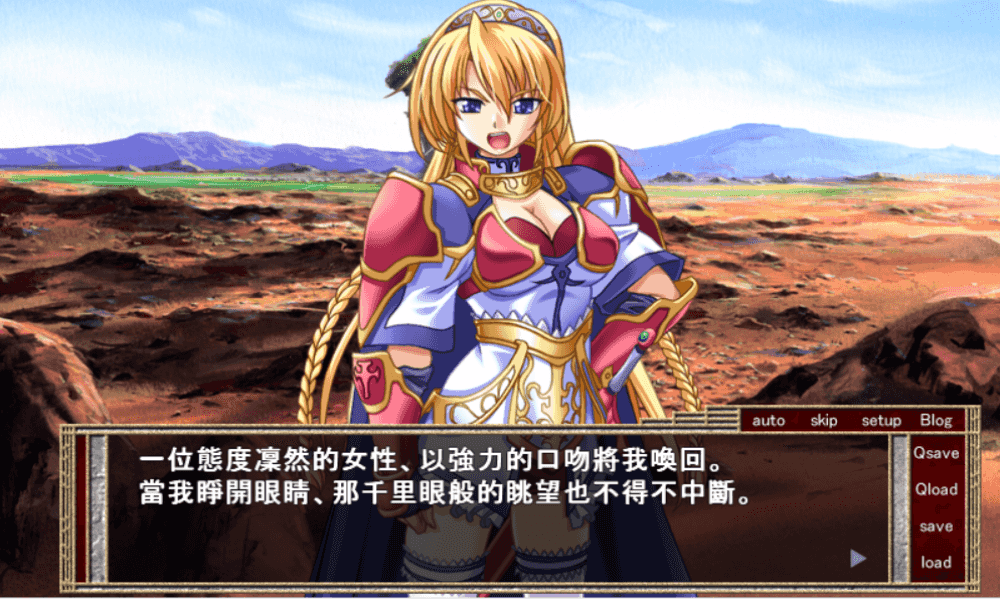 auto skip setup Blog
一位態度凜然的女性、以強力的口吻將我喚回。
當我睜開眼睛、那千里眼般的眺望也不得不中斷。
Qsave
Qload
save
load